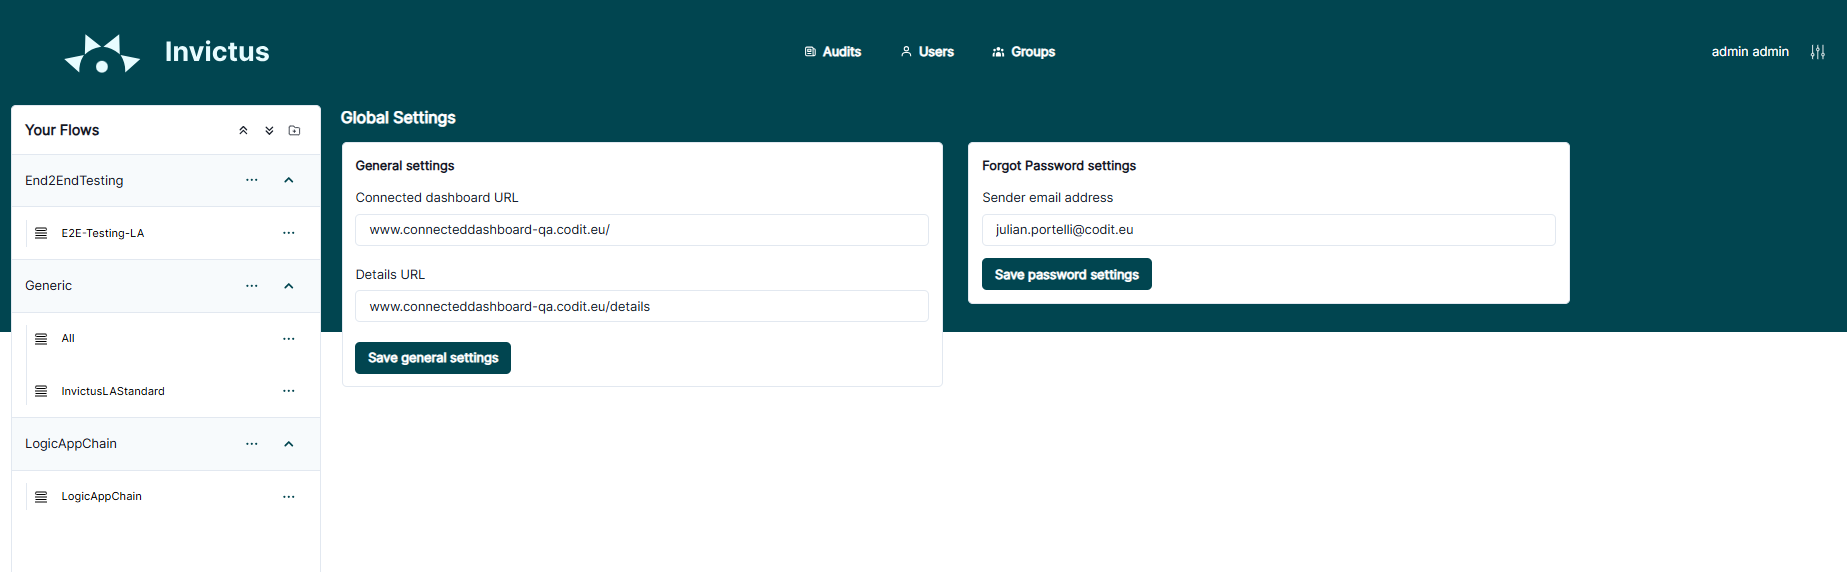 Invictus
Audits
Users
Groups
admin admin
Your Flows
End2EndTesting
E2E-Testing-LA
Generic
All
InvictusLAStandard
LogicAppChain
LogicAppChain
Global Settings
General settings
Connected dashboard URL
www.connecteddashboard-qa.codit.eu/
Details URL
www.connecteddashboard-qa.codit.eu/details
Save general settings
Forgot Password settings
Sender email address
julian.portelli@codit.eu
Save password settings